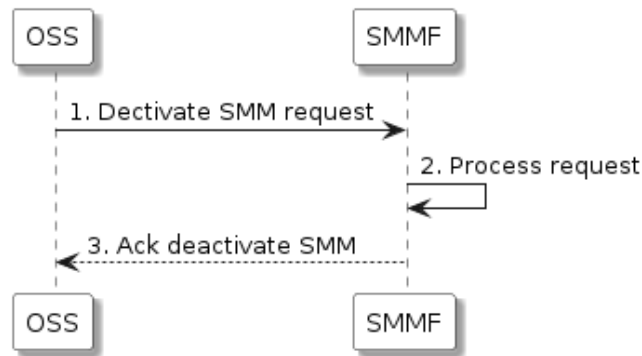 OSS SMMF
1. Dectivate SMM request
2. Process request
3. Ack deactivate SMM
OSS SMMF